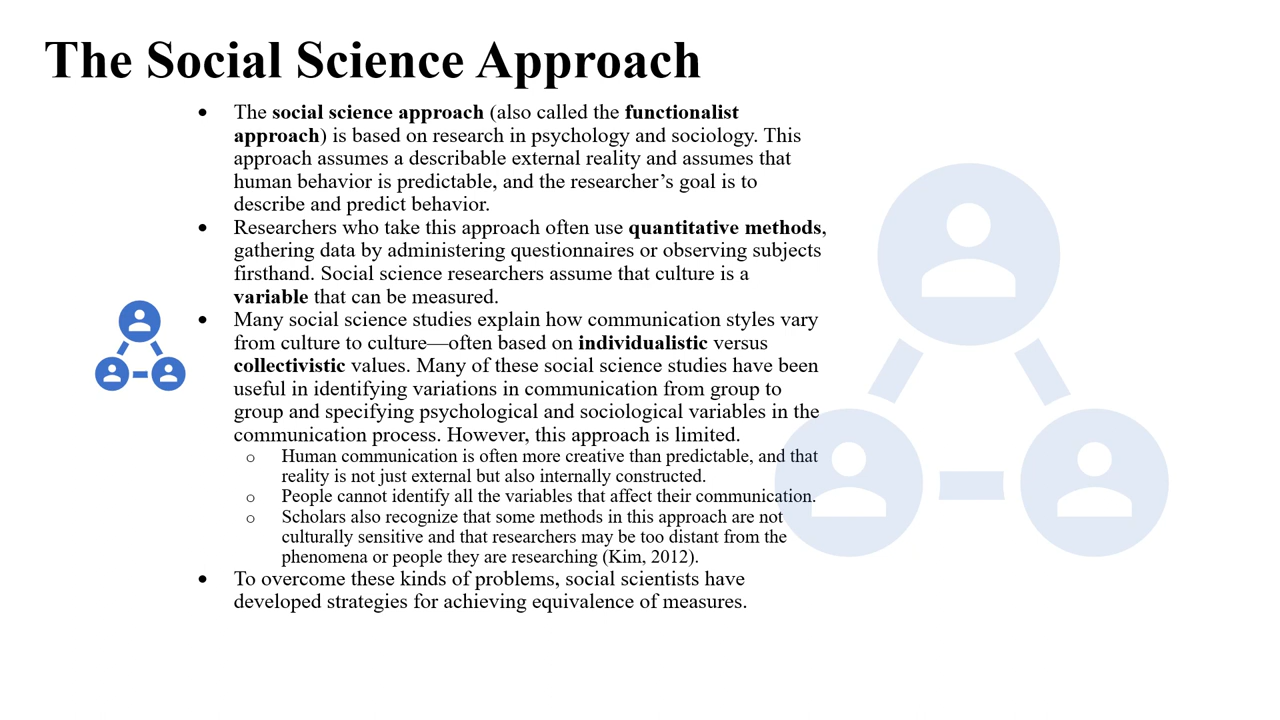 The Social Science Approach
• The social science approach (also called the functionalist
approach) is based on research in psychology and sociology. This
approach assumes a describable external reality and assumes that
human behavior is predictable, and the researcher’s goal is to
describe and predict behavior.
• Researchers who take this approach often use quantitative methods,
gathering data by administering questionnaires or observing subjects
firsthand. Social science researchers assume that culture is a
variable that can be measured.
• Many social science studies explain how communication styles vary
from culture to culture—often based on individualistic versus
collectivistic values. Many of these social science studies have been
useful in identifying variations in communication from group to
group and specifying psychological and sociological variables in the
communication process. However, this approach is limited.
o Human communication is often more creative than predictable, and that
reality is not just external but also internally constructed.
o People cannot identify all the variables that affect their communication.
o Scholars also recognize that some methods in this approach are not
culturally sensitive and that researchers may be too distant from the
phenomena or people they are researching (Kim, 2012).
• To overcome these kinds of problems, social scientists have
developed strategies for achieving equivalence of measures.